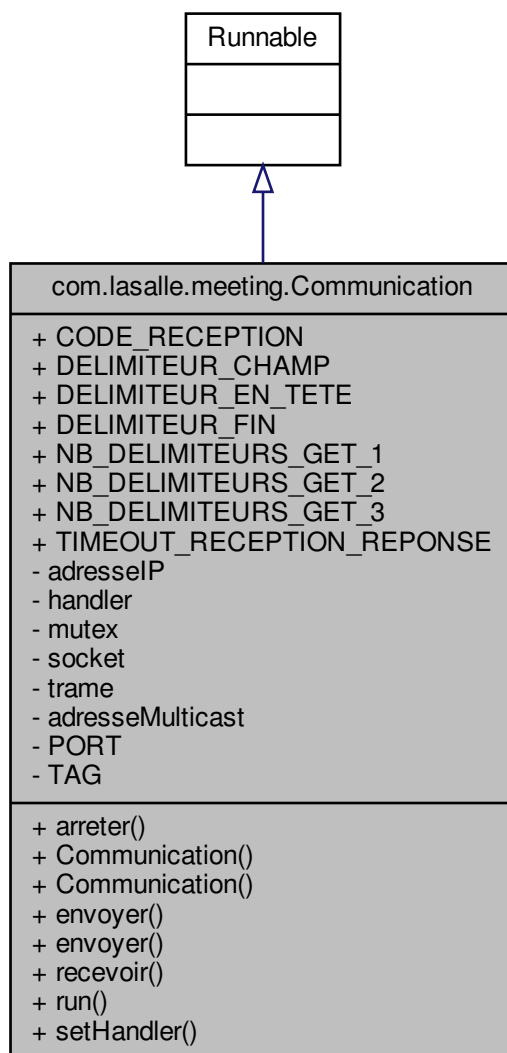 Runnable
com.lasalle.meeting.Communication
+ CODE_RECEPTION
+ DELIMITEUR_CHAMP
+ DELIMITEUR_EN_TETE
+ DELIMITEUR_FIN
+ NB_DELIMITEURS_GET_1
+ NB_DELIMITEURS_GET_2
+ NB_DELIMITEURS_GET_3
+ TIMEOUT_RECEPTION_REPONSE
- adresseIP
- handler
- mutex
- socket
- trame
- adresseMulticast
- PORT
- TAG
+ arreter()
+ Communication()
+ Communication()
+ envoyer()
+ envoyer()
+ recevoir()
+ run()
+ setHandler()